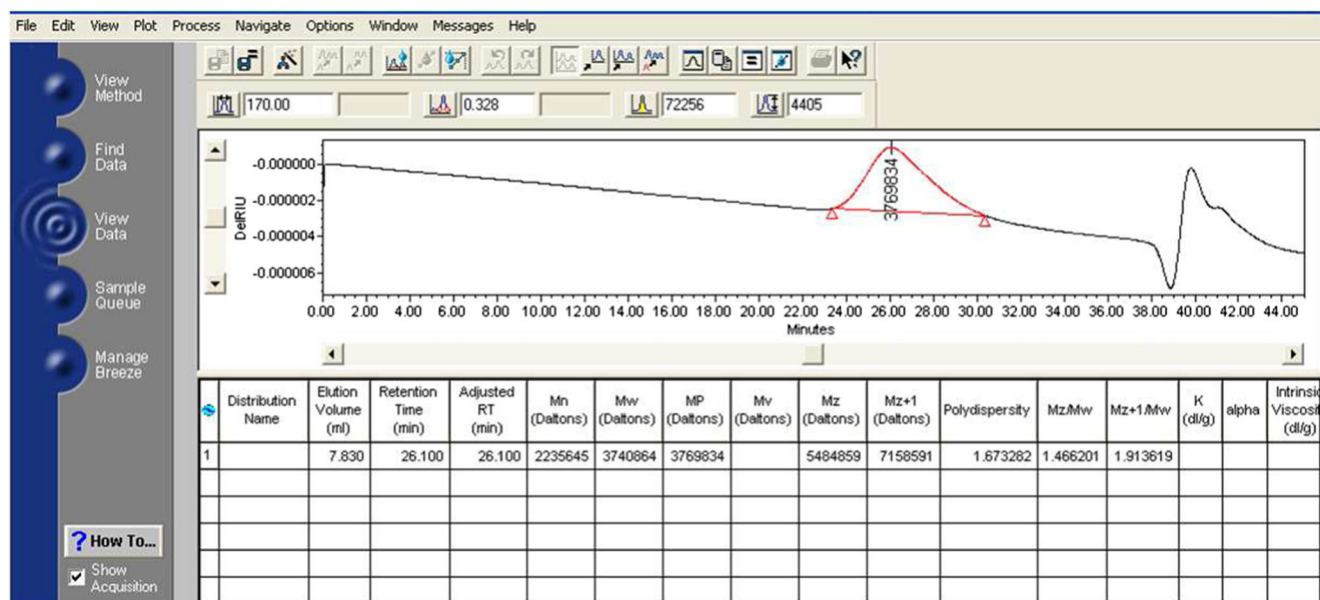 File Edit View Plot Process Navigate Options Window Messages Help
View
Method
Find
Data
View
Data
Sample
Queue
Manage
Breeze
? How To...
Show
Acquisition
170.00 0.328 72256 4405
DelRIU
-0.000000
-0.000002
-0.000004
-0.000006
3769834
0.00 2.00 4.00 6.00 8.00 10.00 12.00 14.00 16.00 18.00 20.00 22.00 24.00 26.00 28.00 30.00 32.00 34.00 36.00 38.00 40.00 42.00 44.00
Minutes
Distribution
Name
Elution
Volume
(ml)
Retention
Time
(min)
Adjusted
RT
(min)
Mn
(Daltons)
Mw
(Daltons)
MP
(Daltons)
Mv
(Daltons)
Mz
(Daltons)
Mz+1
(Daltons)
Polydispersity
Mz/Mw
Mz+1/Mw
K
(dl/g)
alpha
Intrinsic
Viscosit
(dl/g)
1 7.830 26.100 26.100 2235645 3740864 3769834 5484859 7158591 1.673282 1.466201 1.913619